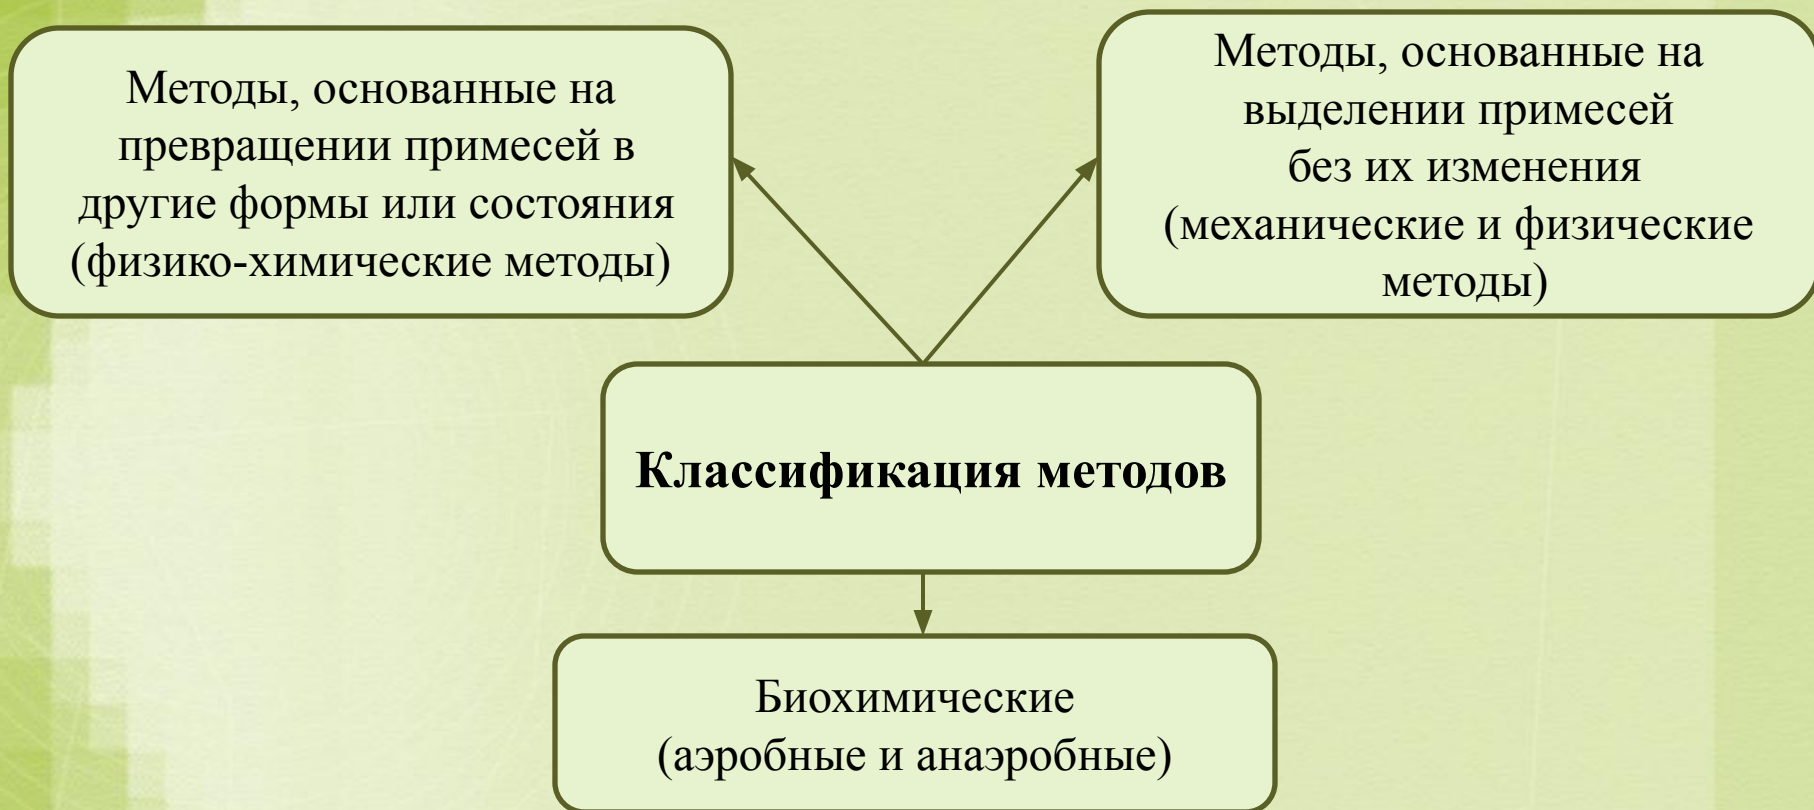 Методы, основанные на
превращении примесей в
другие формы или состояния
(физико-химические методы)
Методы, основанные на
выделении примесей
без их изменения
(механические и физические
методы)
Классификация методов
Биохимические
(аэробные и анаэробные)